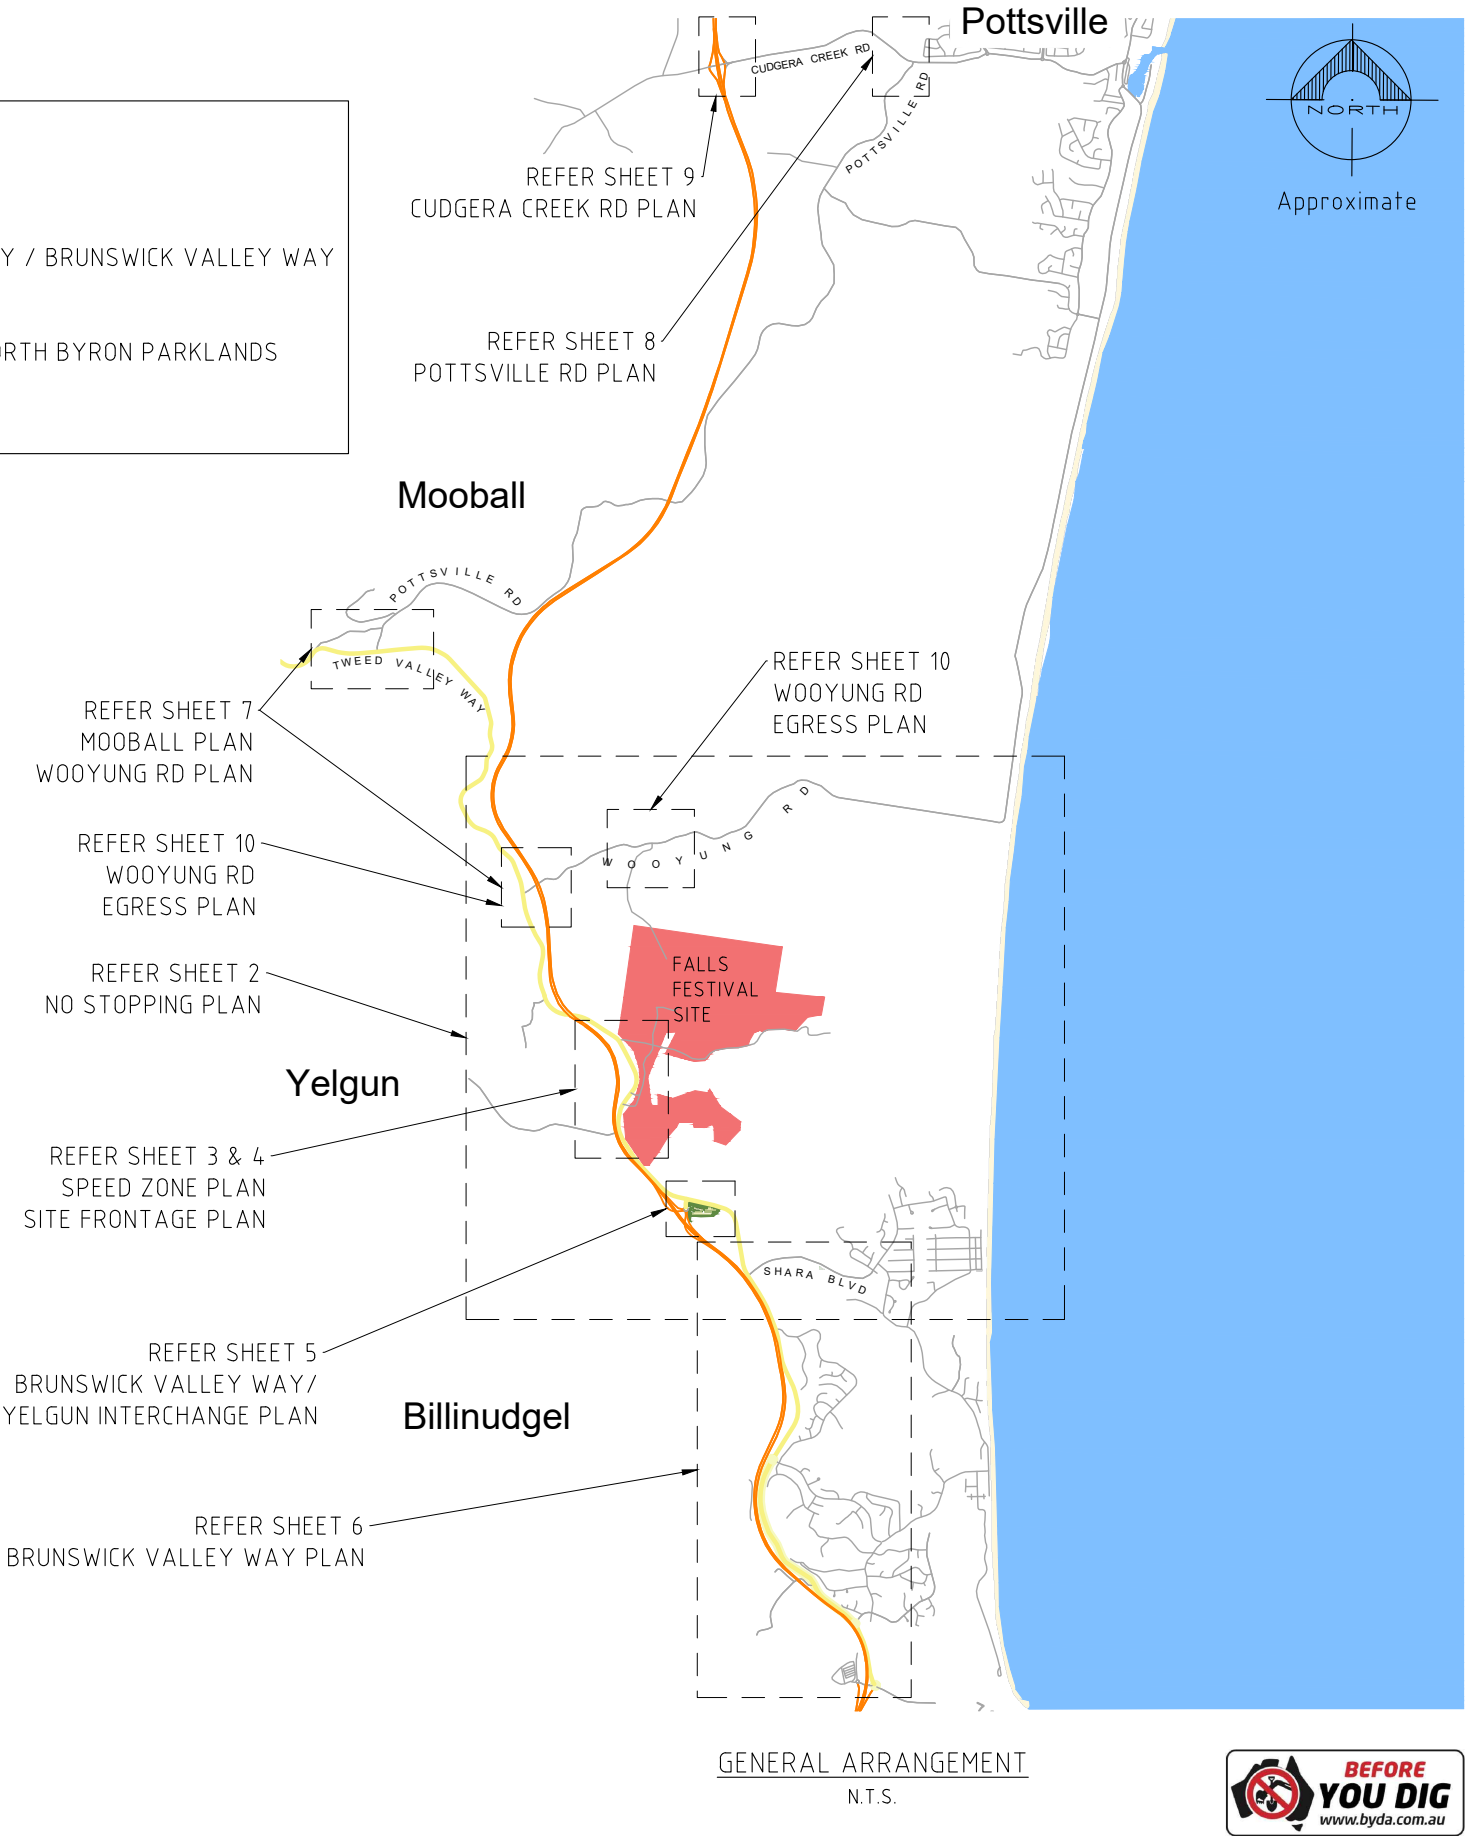 Pottsville
CUDGERA CREEK RD
POTTSVILLE RD
NORTH
Approximate
REFER SHEET 9
CUDGERA CREEK RD PLAN
Y / BRUNSWICK VALLEY WAY
REFER SHEET 8
POTTSVILLE RD PLAN
RTH BYRON PARKLANDS
Mooball
POTTSVILLE RD
TWEED VALLEY WAY
REFER SHEET 10
WOOYUNG RD
EGRESS PLAN
REFER SHEET 7
MOOBALL PLAN
WOOYUNG RD PLAN
WOOYUNG RD
REFER SHEET 10
WOOYUNG RD
EGRESS PLAN
FALLS
FESTIVAL
SITE
REFER SHEET 2
NO STOPPING PLAN
Yelgun
REFER SHEET 3 & 4
SPEED ZONE PLAN
SITE FRONTAGE PLAN
SHARA BLVD
REFER SHEET 5
BRUNSWICK VALLEY WAY/
YELGUN INTERCHANGE PLAN
Billinudgel
REFER SHEET 6
BRUNSWICK VALLEY WAY PLAN
GENERAL ARRANGEMENT
N.T.S.
BEFORE
YOU DIG
www.byda.com.au